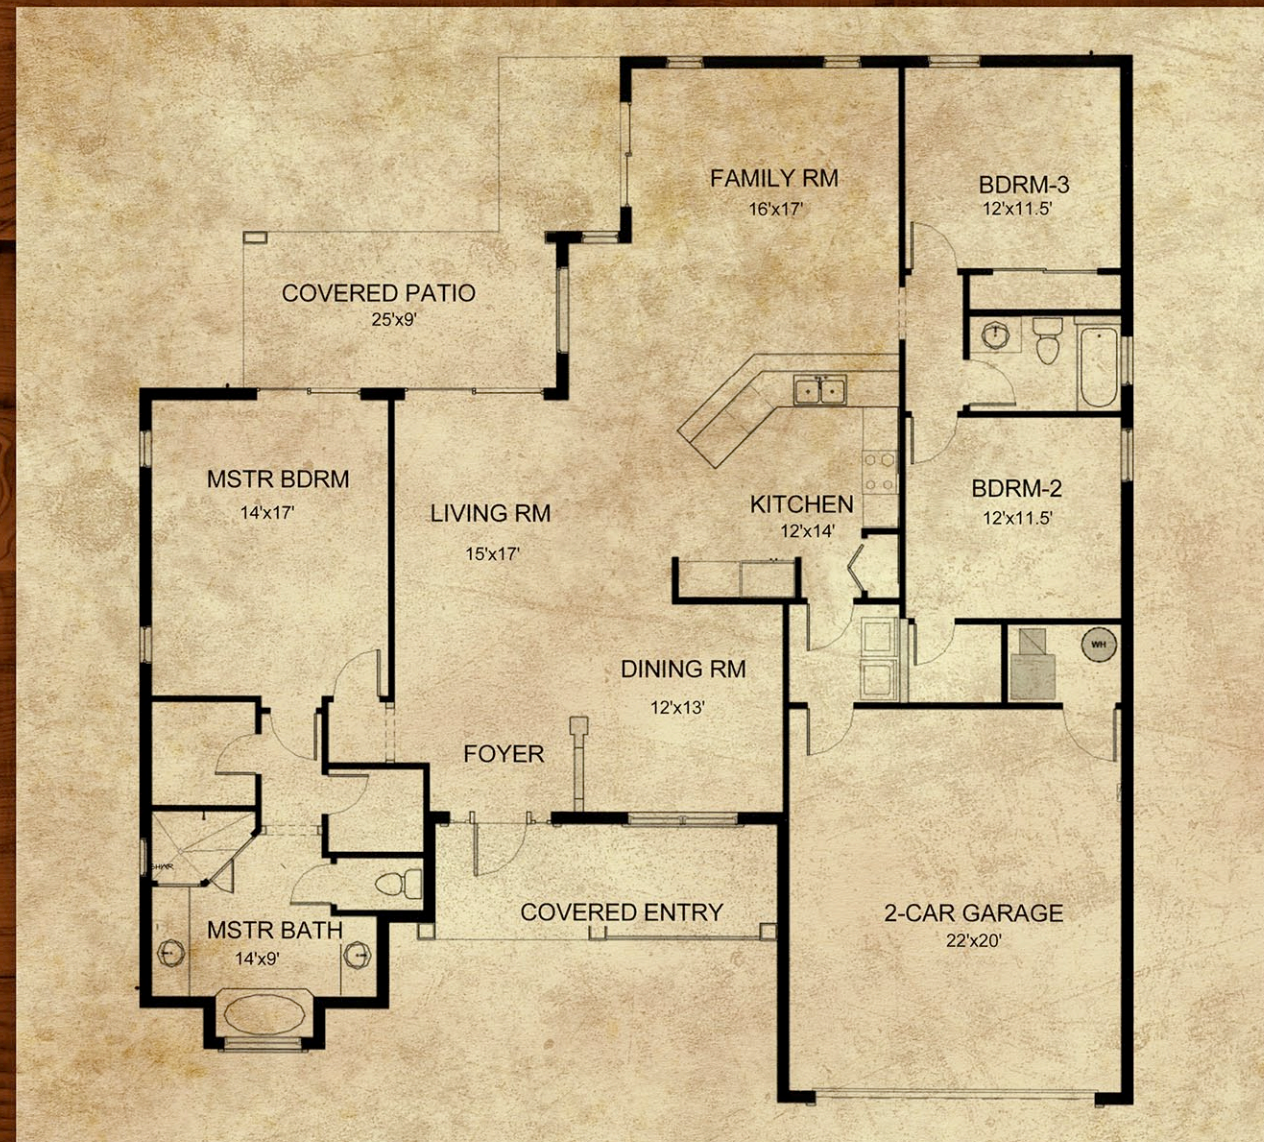 FAMILY RM
16'x17'
BDRM-3
12'x11.5'
COVERED PATIO
25'x9'
MSTR BDRM
14'x17'
LIVING RM
15'x17'
KITCHEN
12'x14'
BDRM-2
12'x11.5'
WH
DINING RM
12'x13'
FOYER
SHWR
MSTR BATH
14'x9'
COVERED ENTRY
2-CAR GARAGE
22'x20'